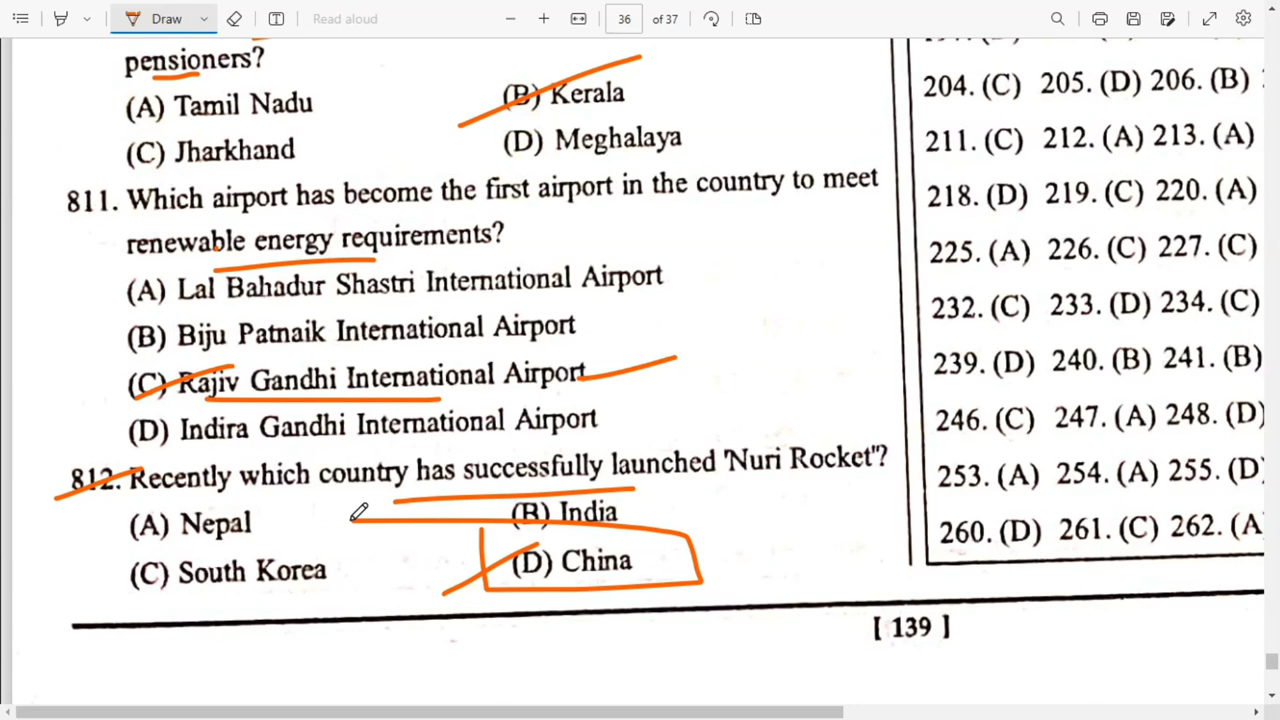 Draw
Read aloud
36 of 37
pensioners?
(A) Tamil Nadu (B) Kerala
(C) Jharkhand (D) Meghalaya
811. Which airport has become the first airport in the country to meet
renewable energy requirements?
(A) Lal Bahadur Shastri International Airport
(B) Biju Patnaik International Airport
(C) Rajiv Gandhi International Airport
(D) Indira Gandhi International Airport
812. Recently which country has successfully launched 'Nuri Rocket"?
(A) Nepal (B) India
(C) South Korea (D) China
[ 139 ]
204. (C) 205. (D) 206. (B)
211. (C) 212. (A) 213. (A)
218. (D) 219. (C) 220. (A)
225. (A) 226. (C) 227. (C)
232. (C) 233. (D) 234. (C)
239. (D) 240. (B) 241. (B)
246. (C) 247. (A) 248. (D)
253. (A) 254. (A) 255. (D
260. (D) 261. (C) 262. (A